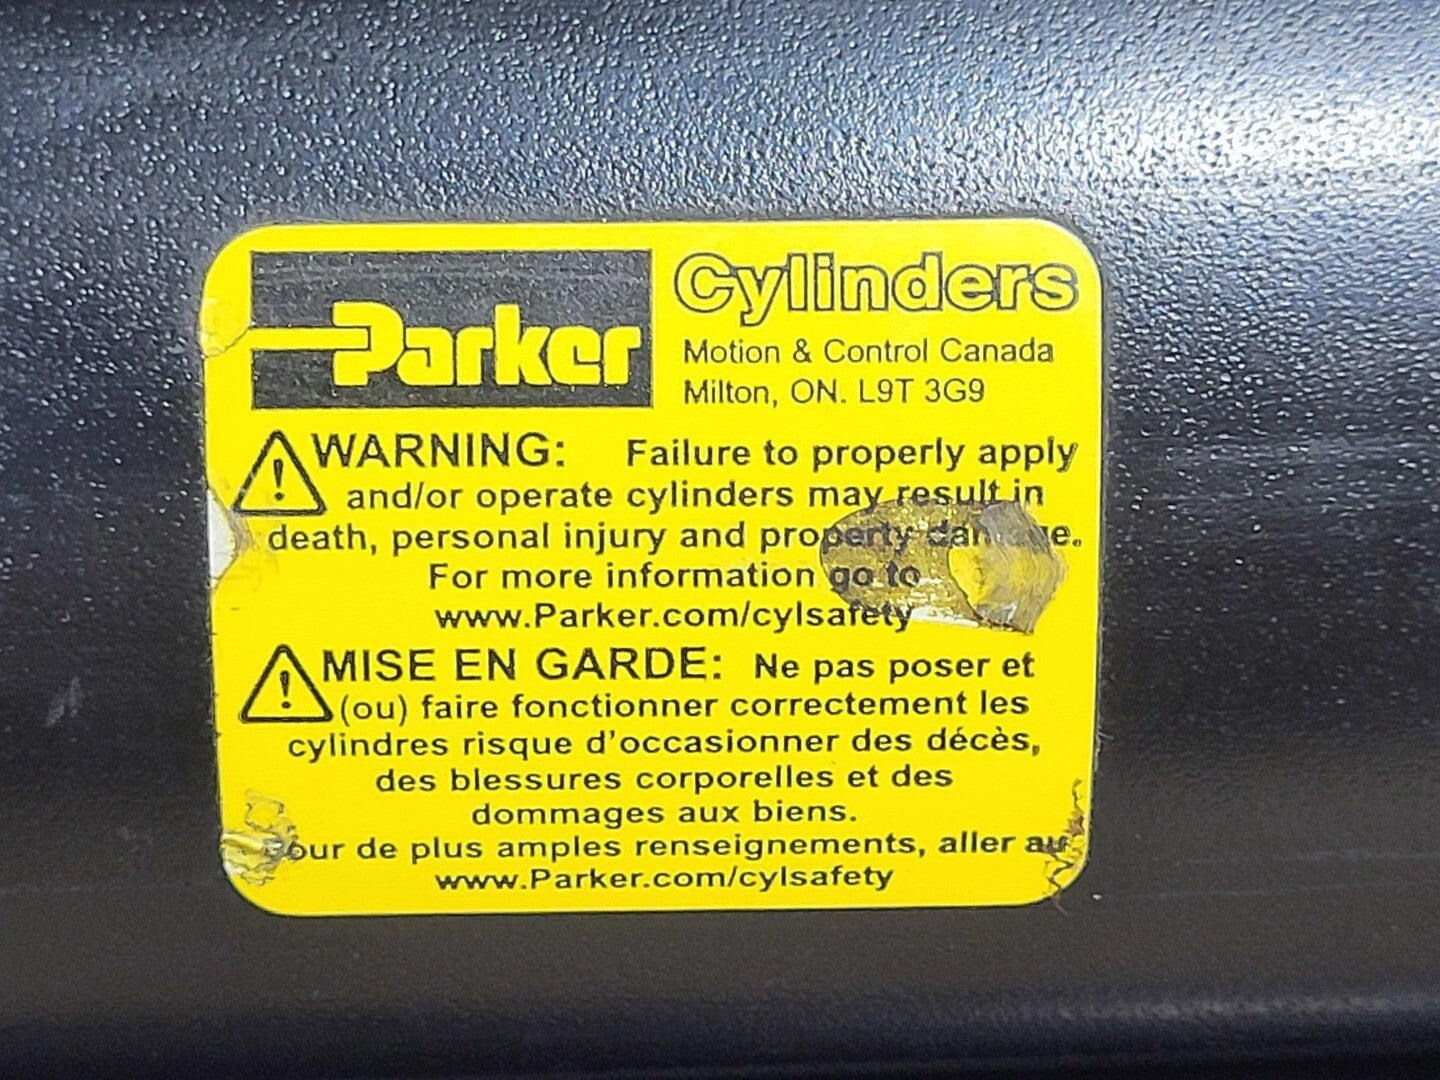 Parker
Cylinders
Motion & Control Canada
Milton, ON. L9T 3G9
WARNING: Failure to properly apply
and/or operate cylinders may result in
death, personal injury and property damage.
For more information go to
www.Parker.com/cylsafety
MISE EN GARDE: Ne pas poser et
(ou) faire fonctionner correctement les
cylindres risque d'occasionner des décès,
des blessures corporelles et des
dommages aux biens.
Pour de plus amples renseignements, aller au
www.Parker.com/cylsafety